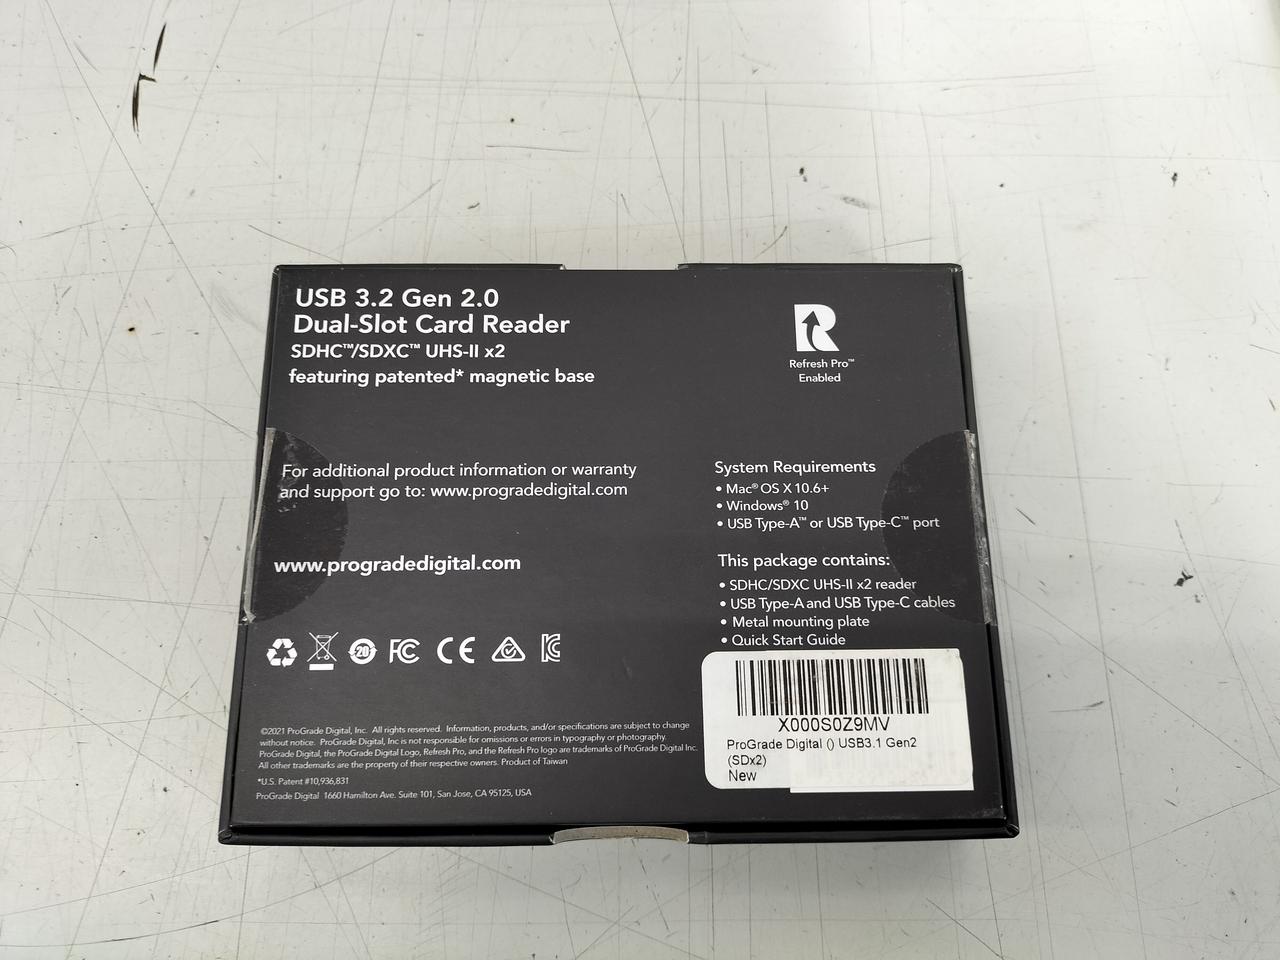 USB 3.2 Gen 2.0
Dual-Slot Card Reader
SDHC™/SDXC™ UHS-II x2
featuring patented* magnetic base
Refresh Pro™
Enabled
For additional product information or warranty
and support go to: www.progradedigital.com
www.progradedigital.com
System Requirements
• Mac® OS X 10.6+
• Windows® 10
• USB Type-A™ or USB Type-C™ port
This package contains:
• SDHC/SDXC UHS-II x2 reader
• USB Type-A and USB Type-C cables
• Metal mounting plate
• Quick Start Guide
20
FC
CE
©2021 ProGrade Digital, Inc. All rights reserved. Information, products, and/or specifications are subject to change
without notice. ProGrade Digital, Inc is not responsible for omissions or errors in typography or photography.
ProGrade Digital, the ProGrade Digital Logo, Refresh Pro, and the Refresh Pro logo are trademarks of ProGrade Digital Inc.
All other trademarks are the property of their respective owners. Product of Taiwan
*U.S. Patent #10,936,831
ProGrade Digital 1660 Hamilton Ave. Suite 101, San Jose, CA 95125, USA
X000S0Z9MV
ProGrade Digital () USB3.1 Gen2
(SDx2)
New